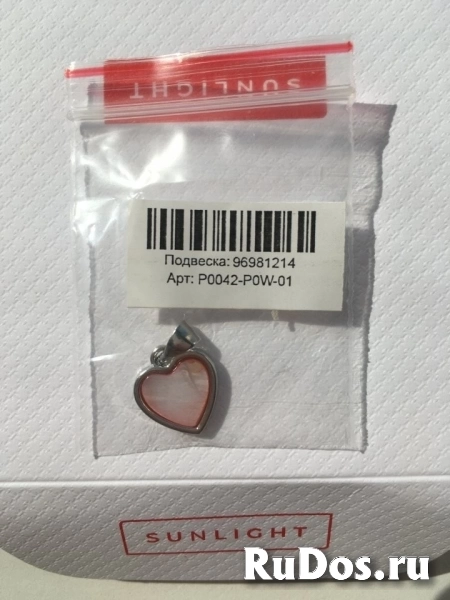 SUNLIGHT
Подвеска: 96981214
Арт: P0042-P0W-01
SUNLIGHT
RuDos.ru